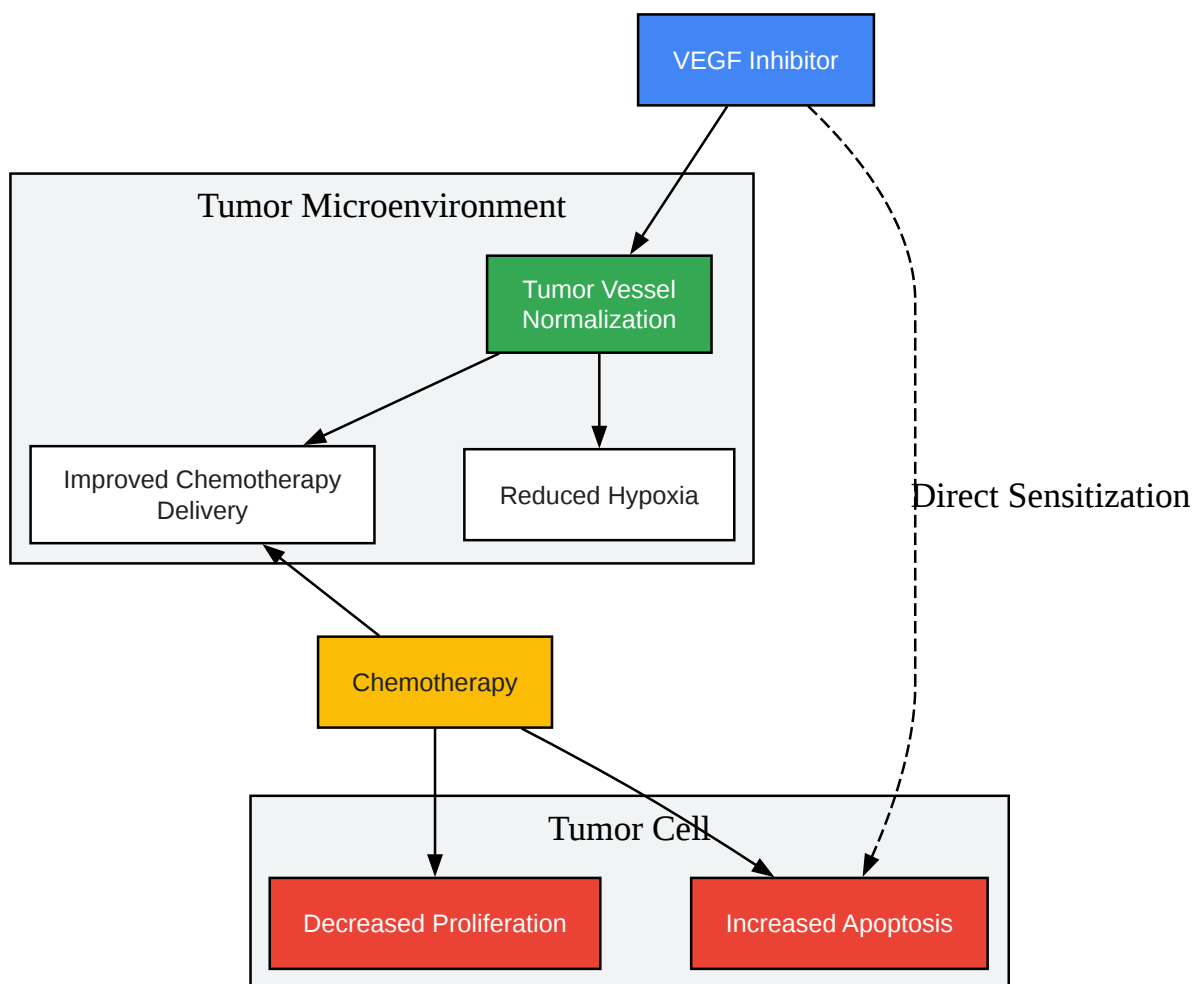 VEGF Inhibitor
Tumor Microenvironment
Tumor Vessel
Normalization
Improved Chemotherapy
Delivery
Reduced Hypoxia
Direct Sensitization
Chemotherapy
Tumor Cell
Decreased Proliferation
Increased Apoptosis